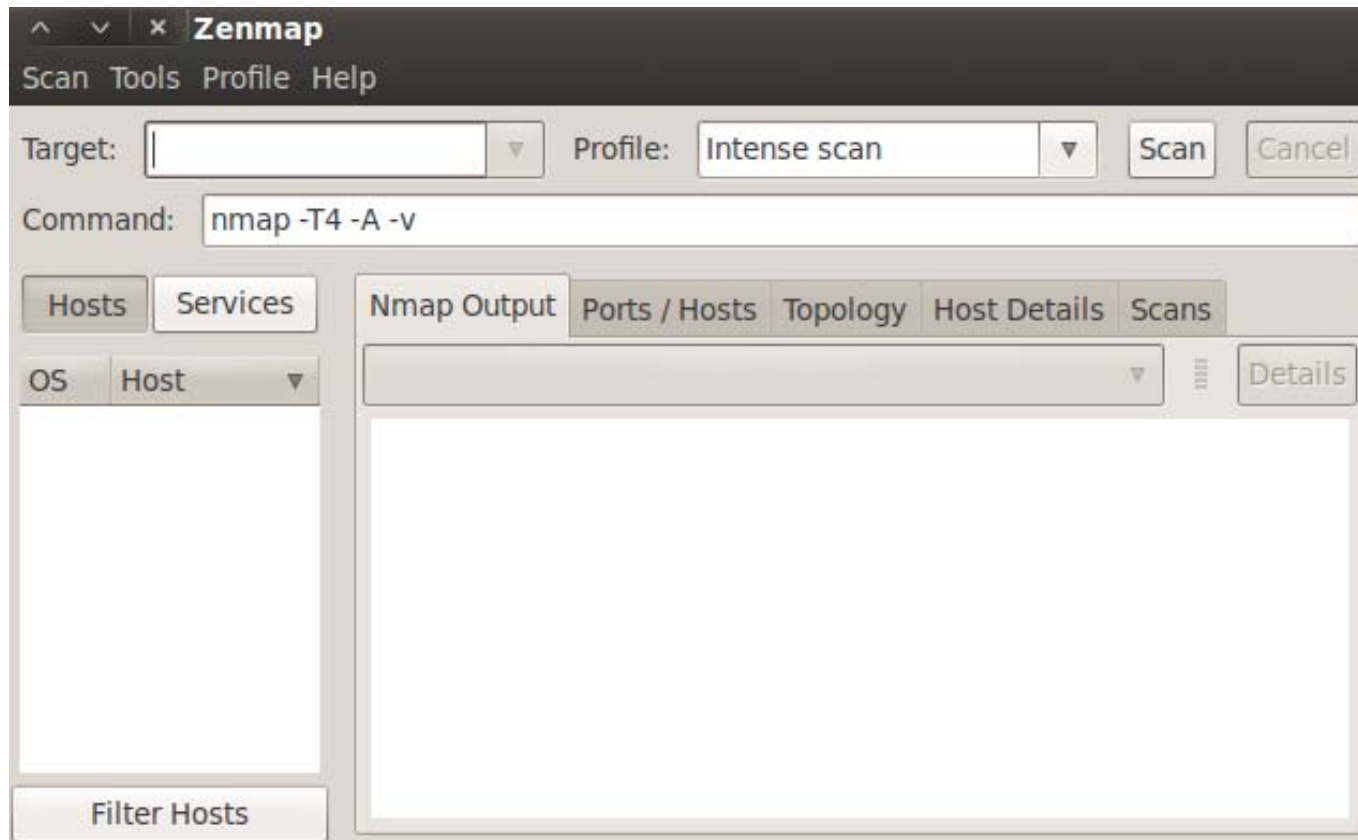 Zenmap
Scan Tools Profile Help
Target: Profile: Intense scan Scan Cancel
Command: nmap -T4 -A -v
Hosts Services Nmap Output Ports / Hosts Topology Host Details Scans
OS Host Details
Filter Hosts